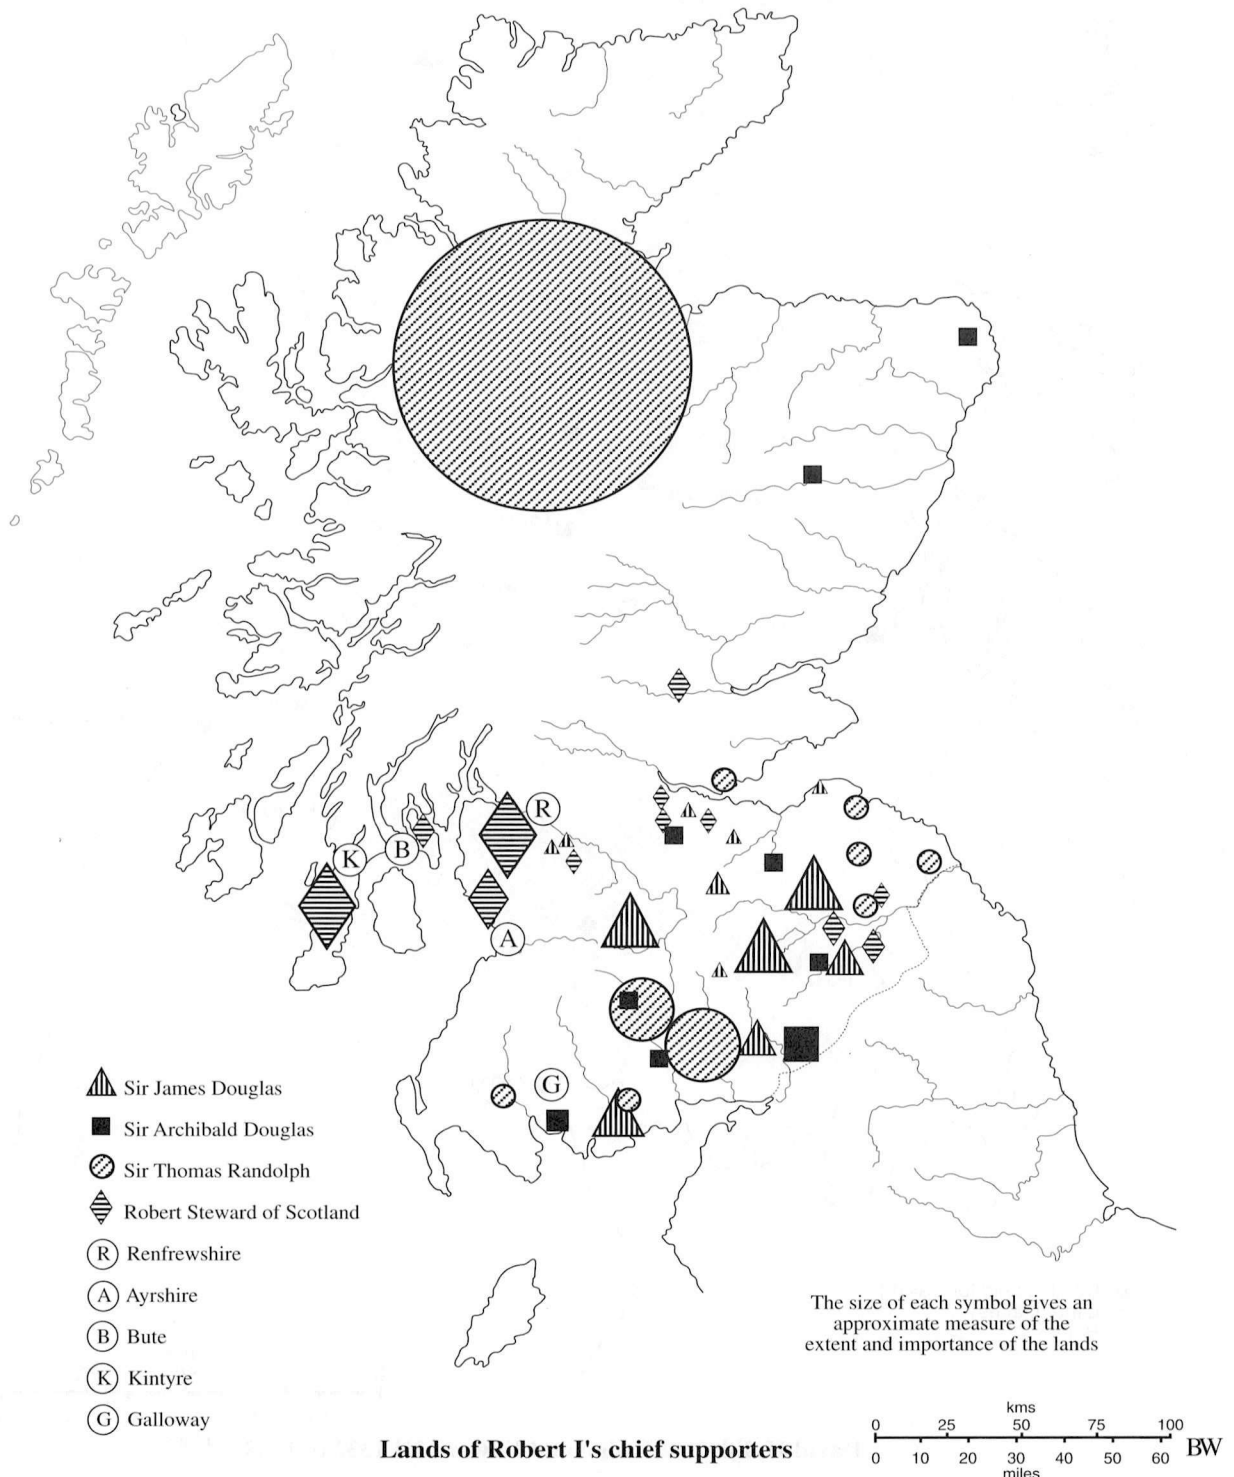 R
K
B
A
G
Sir James Douglas
Sir Archibald Douglas
Sir Thomas Randolph
Robert Steward of Scotland
R Renfrewshire
A Ayrshire
B Bute
K Kintyre
G Galloway
The size of each symbol gives an
approximate measure of the
extent and importance of the lands
Lands of Robert I's chief supporters
kms
0 25 50 75 100
0 10 20 30 40 50 60
miles
BW